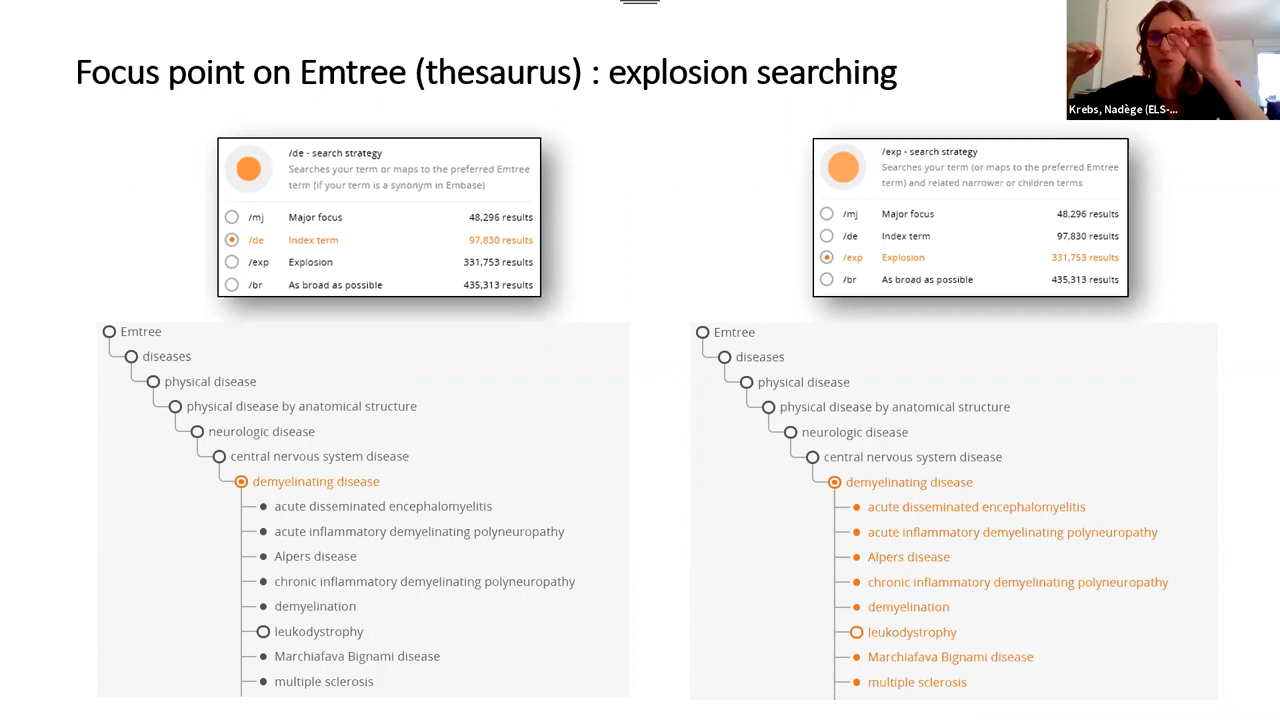 Focus point on Emtree (thesaurus) : explosion searching
Krebs, Nadège (ELS-...
/de - search strategy
Searches your term or maps to the preferred Emtree
term (if your term is a synonym in Embase)
/mj Major focus 48,296 results
/de Index term 97,830 results
/exp Explosion 331,753 results
/br As broad as possible 435,313 results
Emtree
diseases
physical disease
physical disease by anatomical structure
neurologic disease
central nervous system disease
demyelinating disease
acute disseminated encephalomyelitis
acute inflammatory demyelinating polyneuropathy
Alpers disease
chronic inflammatory demyelinating polyneuropathy
demyelination
leukodystrophy
Marchiafava Bignami disease
multiple sclerosis
/exp - search strategy
Searches your term (or maps to the preferred Emtree
term) and related narrower or children terms
/mj Major focus 48,296 results
/de Index term 97,830 results
/exp Explosion 331,753 results
/br As broad as possible 435,313 results
Emtree
diseases
physical disease
physical disease by anatomical structure
neurologic disease
central nervous system disease
demyelinating disease
acute disseminated encephalomyelitis
acute inflammatory demyelinating polyneuropathy
Alpers disease
chronic inflammatory demyelinating polyneuropathy
demyelination
leukodystrophy
Marchiafava Bignami disease
multiple sclerosis